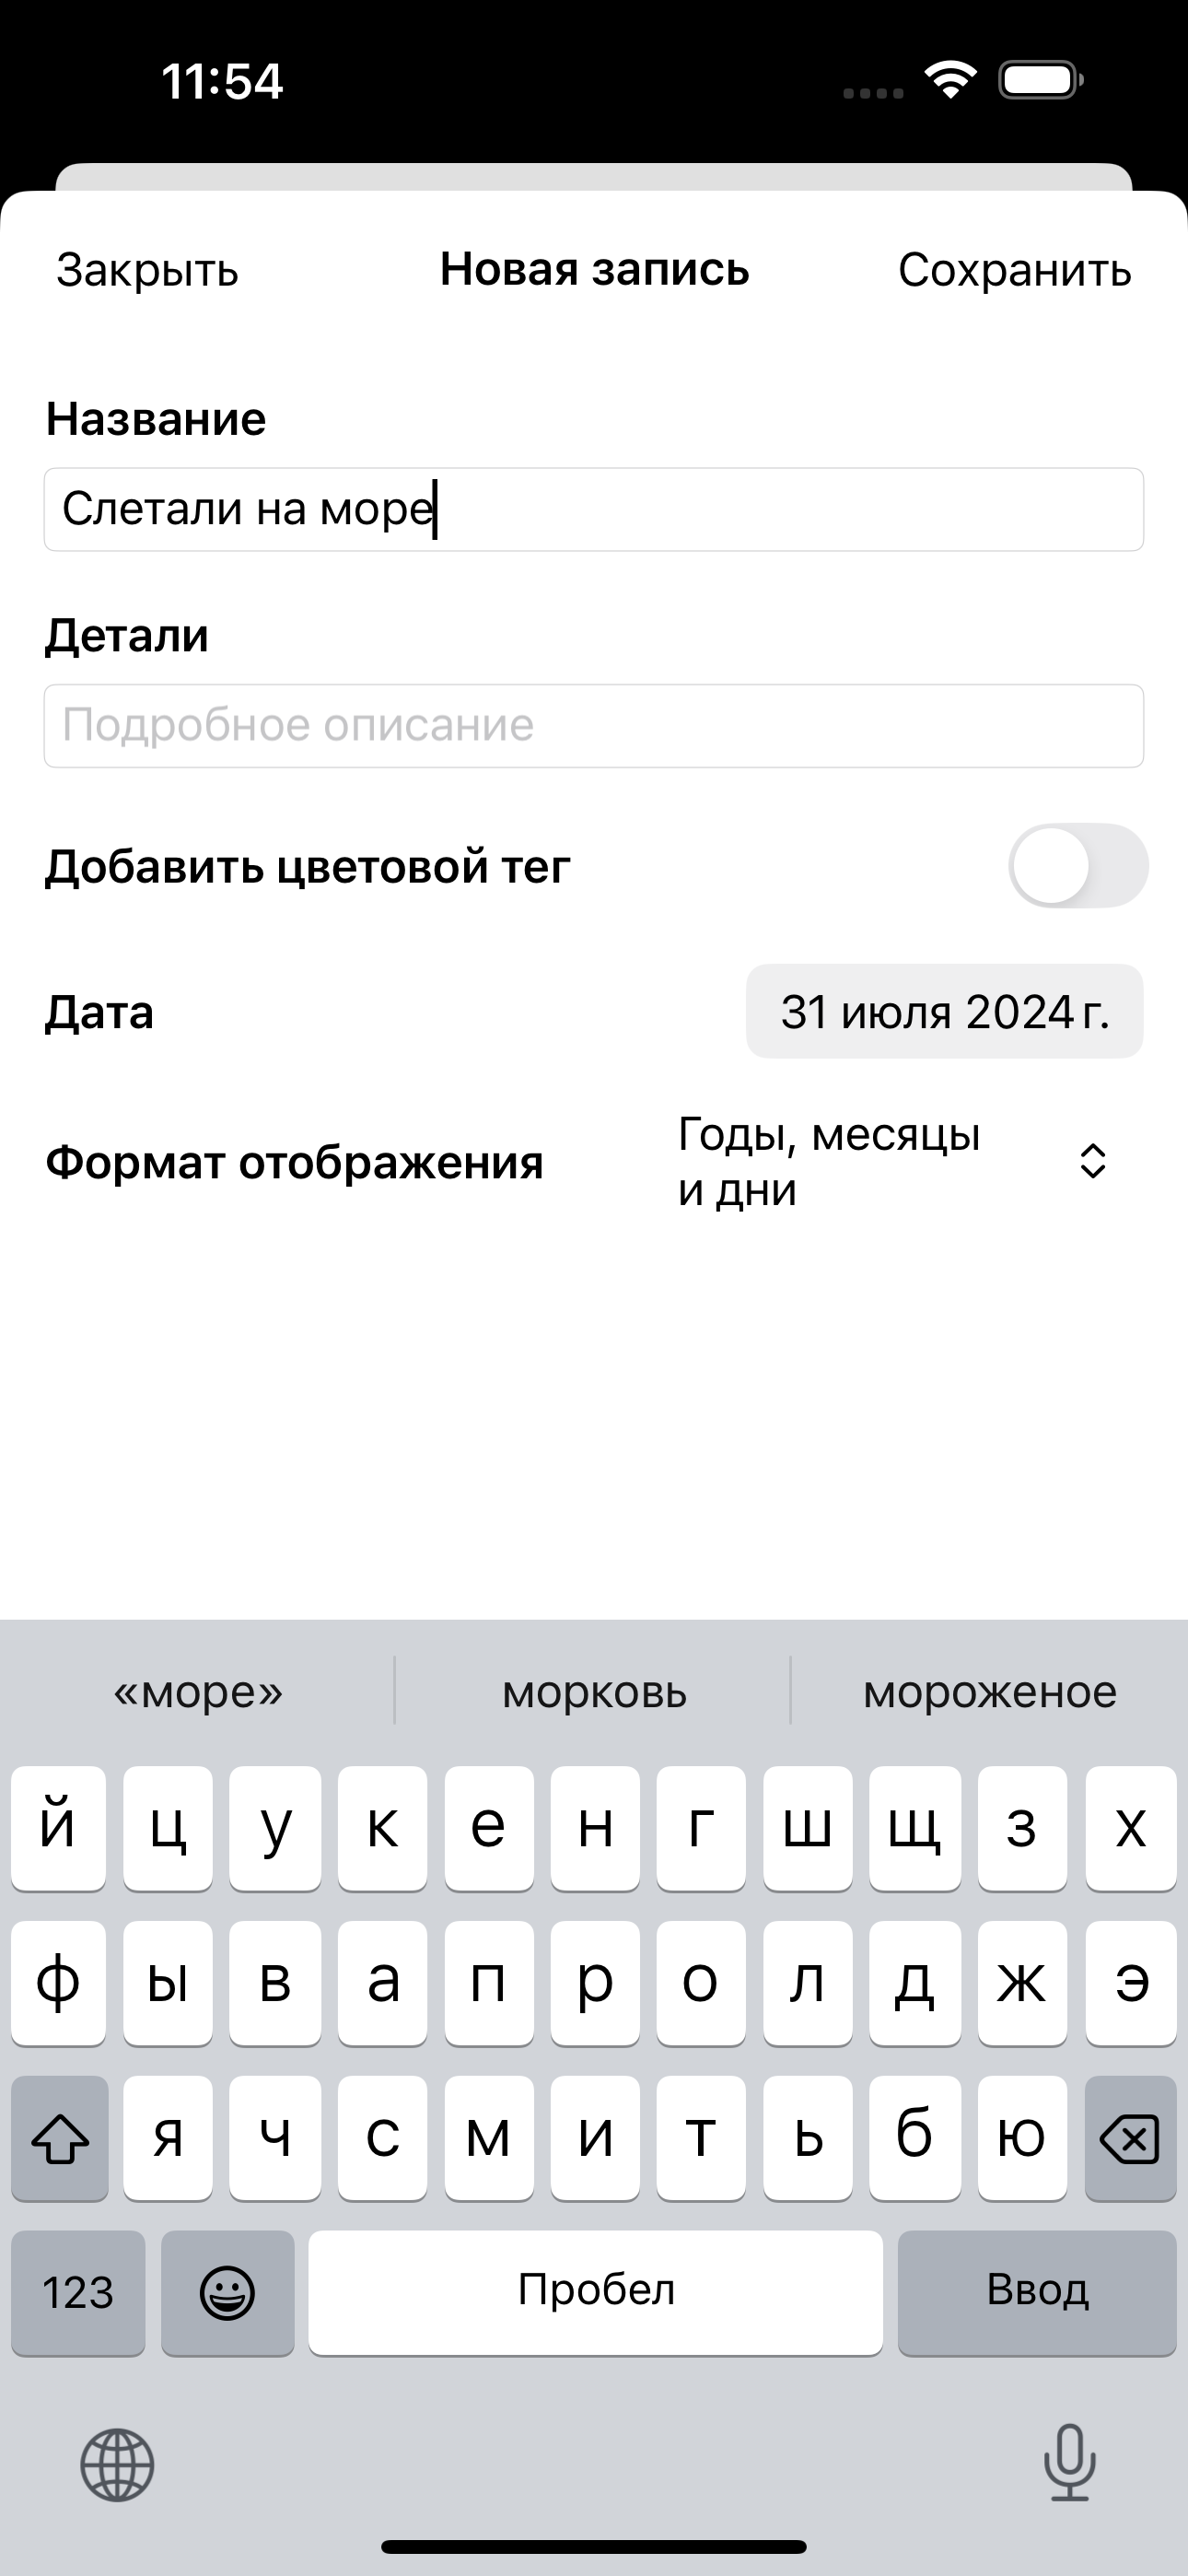 11:54
Закрыть Новая запись Сохранить
Название
Слетали на море
Детали
Подробное описание
Добавить цветовой тег
Дата 31 июля 2024 г.
Формат отображения Годы, месяцы
и дни
«море» морковь мороженое
й ц у к е н г ш щ з х
ф ы в а п р о л д ж э
я ч с м и т ь б ю
123 Пробел Ввод